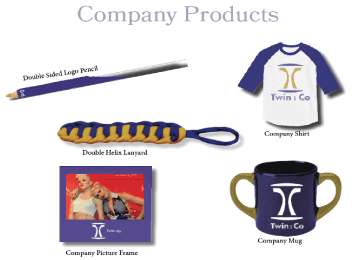 Company Products
Double Sided Logo Pencil
Twin : Co
Company Shirt
Double Helix Lanyard
Twin : Co
Company Picture Frame
Twin : Co
Company Mug